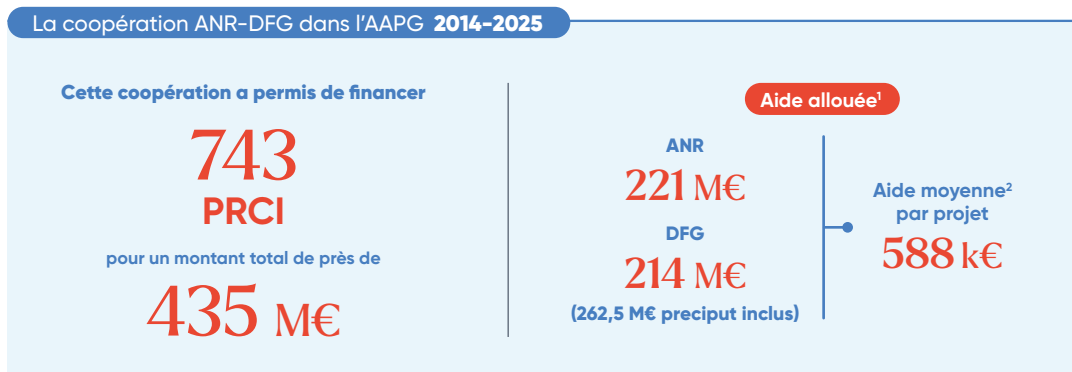 La coopération ANR-DFG dans l'AAPG 2014-2025
Cette coopération a permis de financer
743
PRCI
pour un montant total de près de
435 M€
Aide allouée¹
ANR
221 M€
DFG
214 M€
(262,5 M€ preciput inclus)
Aide moyenne²
par projet
588 k€